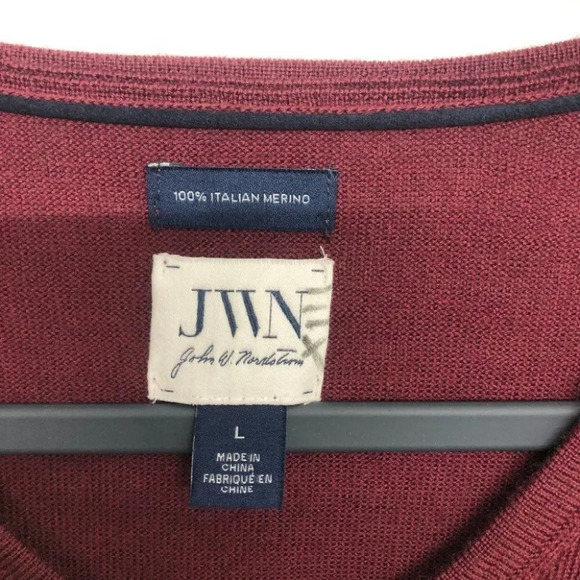 100% ITALIAN MERINO
JWN
John W. Nordstrom
L
MADE IN
CHINA
FABRIQUÉ EN
CHINE